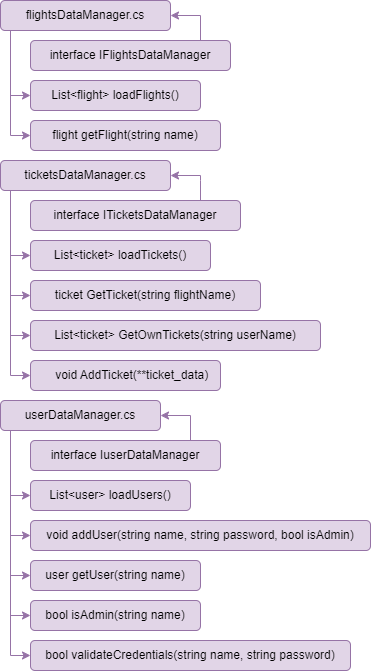 flightsDataManager.cs
interface IFlightsDataManager
List<flight> loadFlights()
flight getFlight(string name)
ticketsDataManager.cs
interface ITicketsDataManager
List<ticket> loadTickets()
ticket GetTicket(string flightName)
List<ticket> GetOwnTickets(string userName)
void AddTicket(**ticket_data)
userDataManager.cs
interface IuserDataManager
List<user> loadUsers()
void addUser(string name, string password, bool isAdmin)
user getUser(string name)
bool isAdmin(string name)
bool validateCredentials(string name, string password)